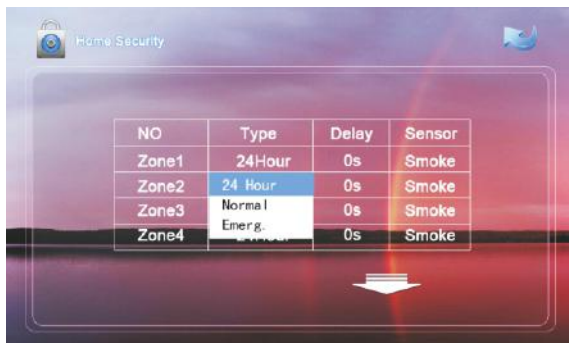 Home Security
NO Type Delay Sensor
Zone1 24Hour 0s Smoke
Zone2 24 Hour 0s Smoke
Zone3 Normal 0s Smoke
Emerg.
Zone4 0s Smoke